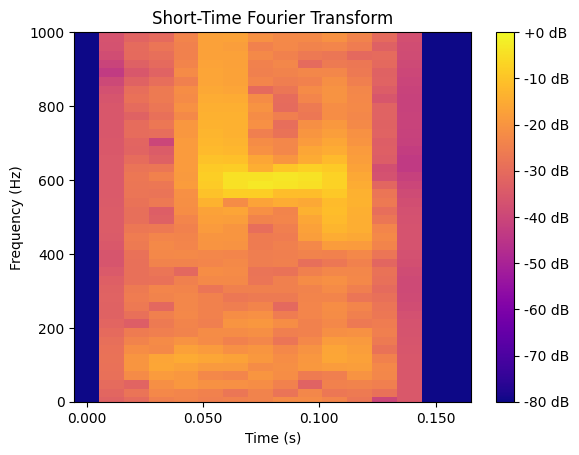 Short-Time Fourier Transform
Frequency (Hz)
1000
800
600
400
200
0
0.000
0.050
0.100
0.150
Time (s)
+0 dB
-10 dB
-20 dB
-30 dB
-40 dB
-50 dB
-60 dB
-70 dB
-80 dB